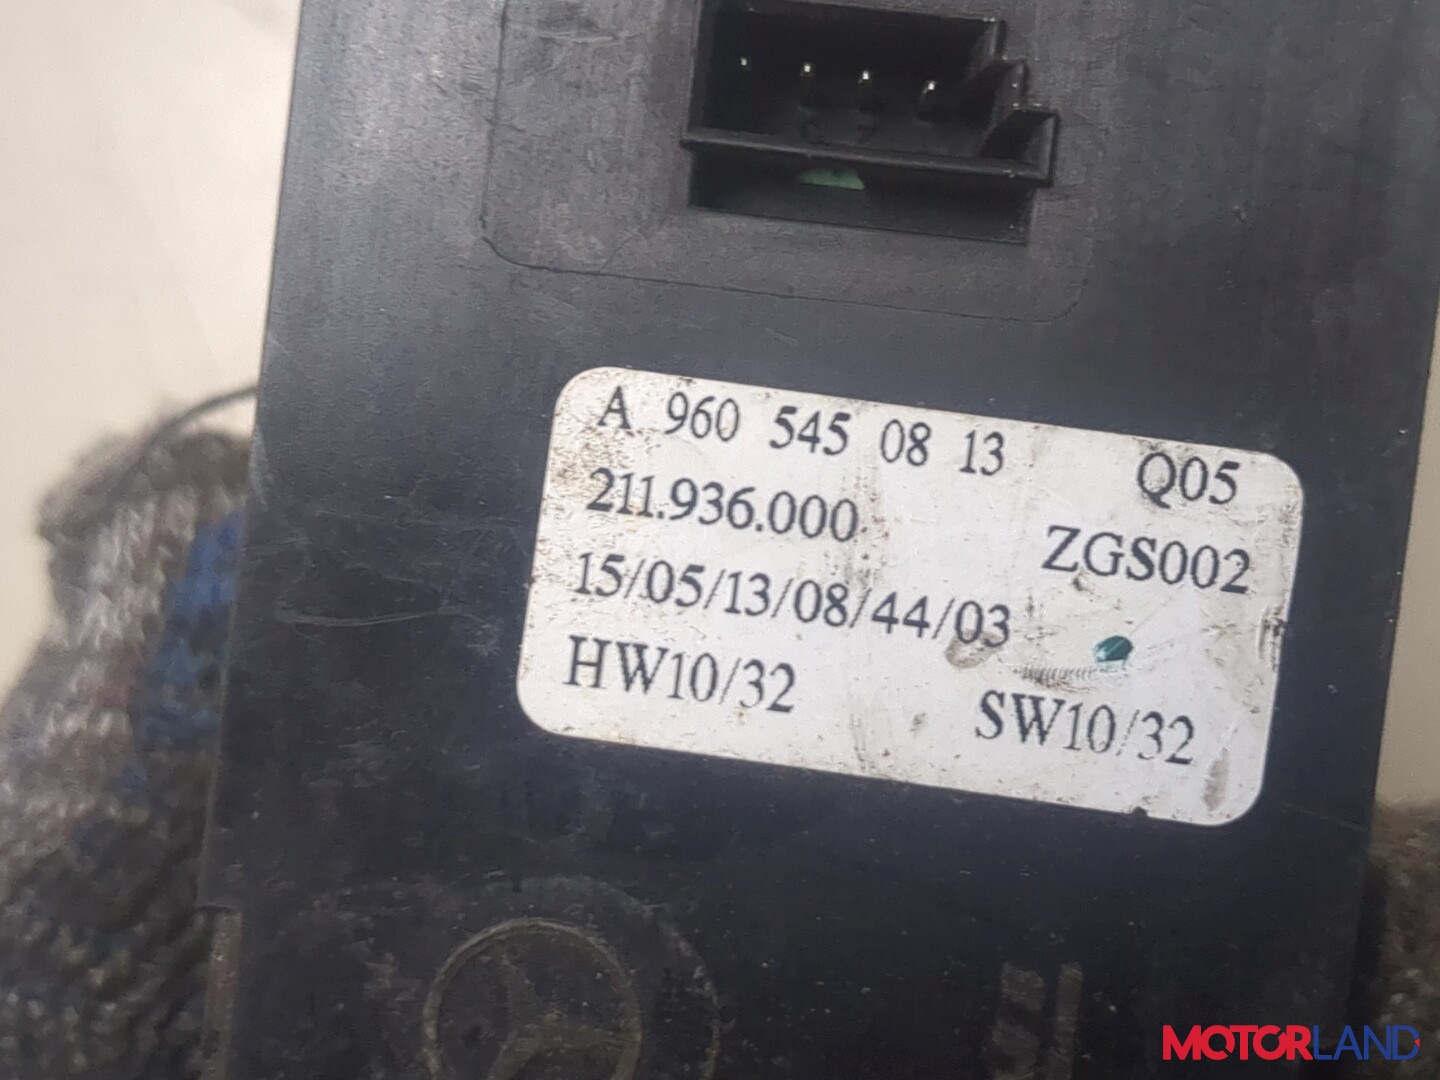 A 960 545 08 13 Q05
211.936.000 ZGS002
15/05/13/08/44/03
HW10/32 SW10/32
MOTORLAND